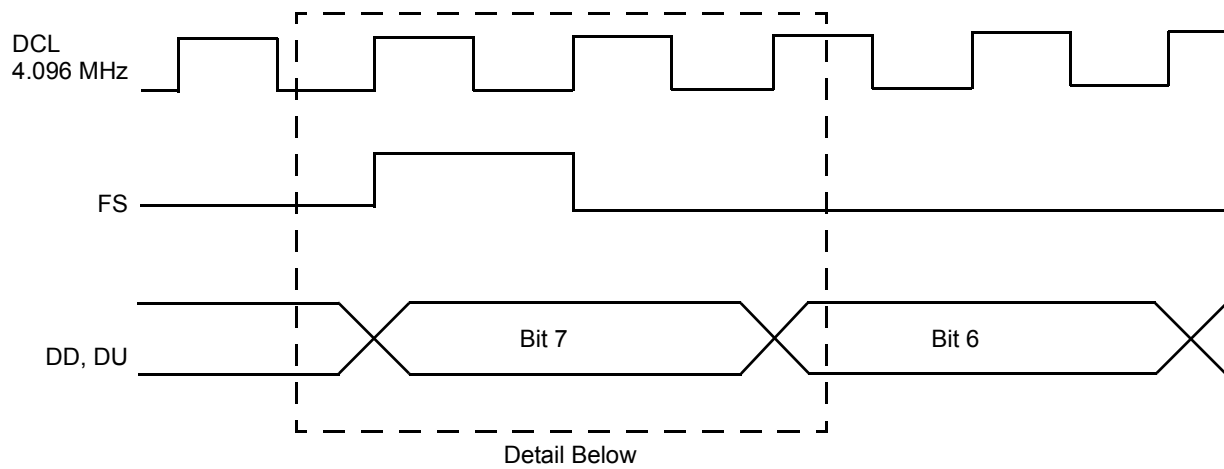 DCL
4.096 MHz
FS
DD, DU
Bit 7
Bit 6
Detail Below